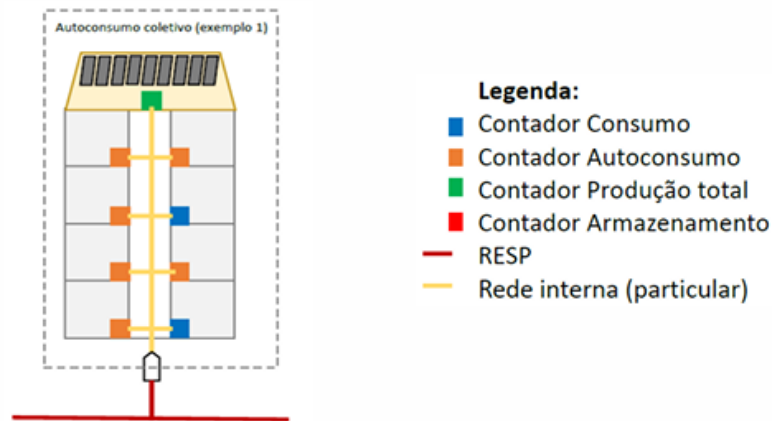 Autoconsumo coletivo (exemplo 1)
Legenda:
Contador Consumo
Contador Autoconsumo
Contador Produção total
Contador Armazenamento
RESP
Rede interna (particular)